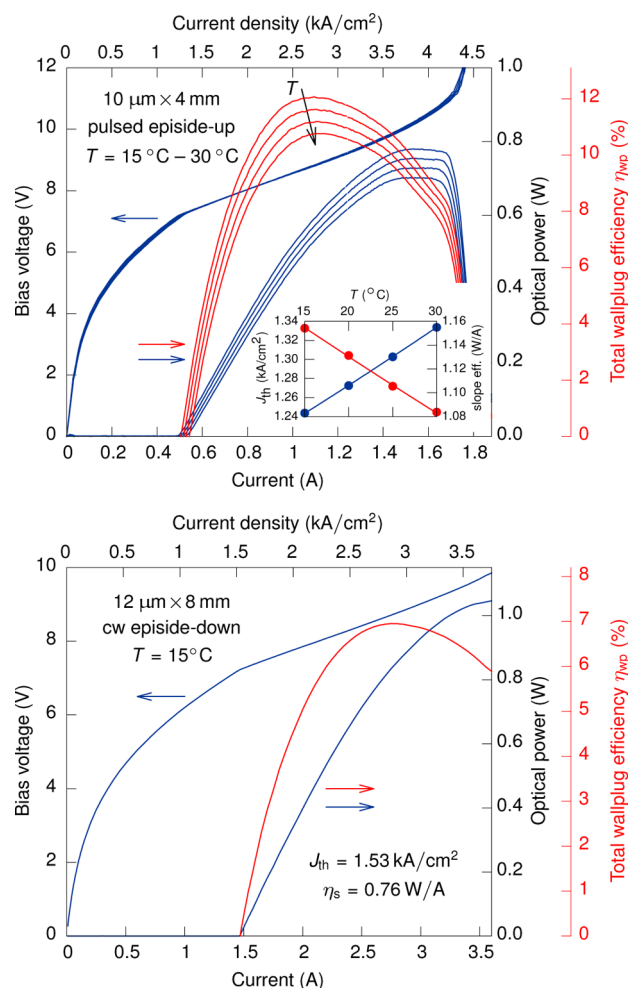 Current density (kA/cm²)
0 0.5 1 1.5 2 2.5 3 3.5 4 4.5
12 10 8 6 4 2 0
Bias voltage (V)
10 μm × 4 mm
pulsed episide-up
T = 15 °C – 30 °C
T
1.0 0.8 0.6 0.4 0.2 0.0
Optical power (W)
12 10 8 6 4 2 0
Total wallplug efficiency ηwp (%)
T (°C)
15 20 25 30
1.34 1.30 1.28 1.26 1.24
Jth (kA/cm²)
1.16 1.14 1.12 1.10 1.08
slope eff. (W/A)
0 0.2 0.4 0.6 0.8 1.0 1.2 1.4 1.6 1.8
Current (A)
Current density (kA/cm²)
0 0.5 1 1.5 2 2.5 3 3.5
10 8 6 4 2 0
Bias voltage (V)
12 μm × 8 mm
cw episide-down
T = 15°C
1.0 0.8 0.6 0.4 0.2 0.0
Optical power (W)
8 7 6 5 4 3 2 1 0
Total wallplug efficiency ηwp (%)
Jth = 1.53 kA/cm²
ηs = 0.76 W/A
0 0.5 1 1.5 2 2.5 3 3.5
Current (A)